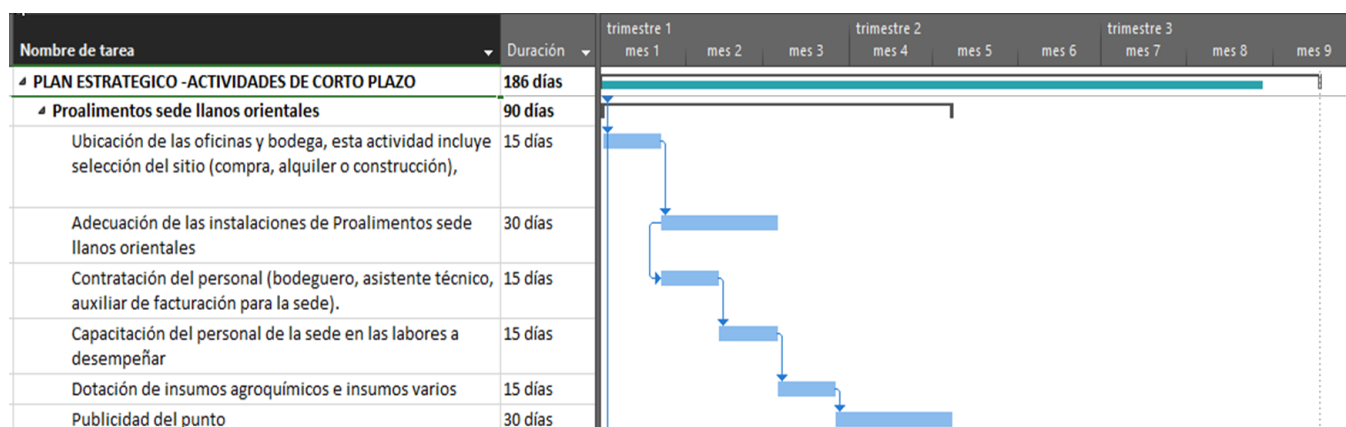 trimestre 1 trimestre 2 trimestre 3
Nombre de tarea Duración mes 1 mes 2 mes 3 mes 4 mes 5 mes 6 mes 7 mes 8 mes 9
PLAN ESTRATEGICO -ACTIVIDADES DE CORTO PLAZO 186 días
Proalimentos sede llanos orientales 90 días
Ubicación de las oficinas y bodega, esta actividad incluye 15 días
selección del sitio (compra, alquiler o construcción),
Adecuación de las instalaciones de Proalimentos sede 30 días
llanos orientales
Contratación del personal (bodeguero, asistente técnico, 15 días
auxiliar de facturación para la sede).
Capacitación del personal de la sede en las labores a 15 días
desempeñar
Dotación de insumos agroquímicos e insumos varios 15 días
Publicidad del punto 30 días